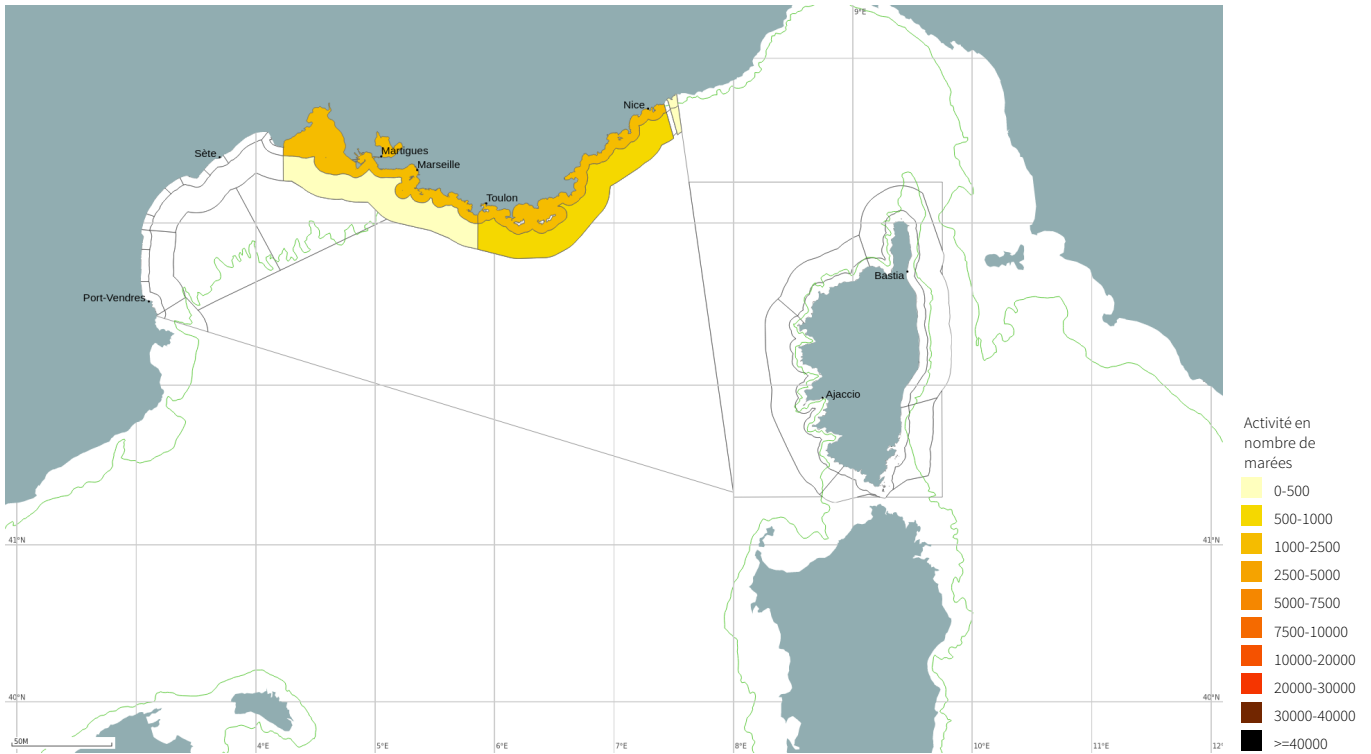 9°E
Nice
Sète
Martigues
Marseille
Toulon
Bastia
Port-Vendres
Ajaccio
Activité en
nombre de
marées
0-500
500-1000
1000-2500
2500-5000
5000-7500
7500-10000
10000-20000
20000-30000
30000-40000
>=40000
41°N
41°N
40°N
40°N
50M
4°E
5°E
6°E
7°E
8°E
10°E
11°E
12°